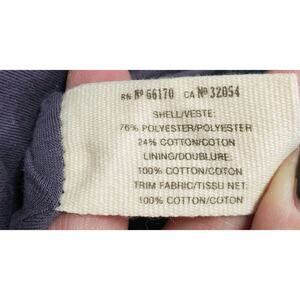 RN Nº 66170 CA Nº 32054
SHELL/VESTE:
76% POLYESTER/POLYESTER
24% COTTON/COTON
LINING/DOUBLURE:
100% COTTON/COTON
TRIM FABRIC/TISSU NET:
100% COTTON/COTON